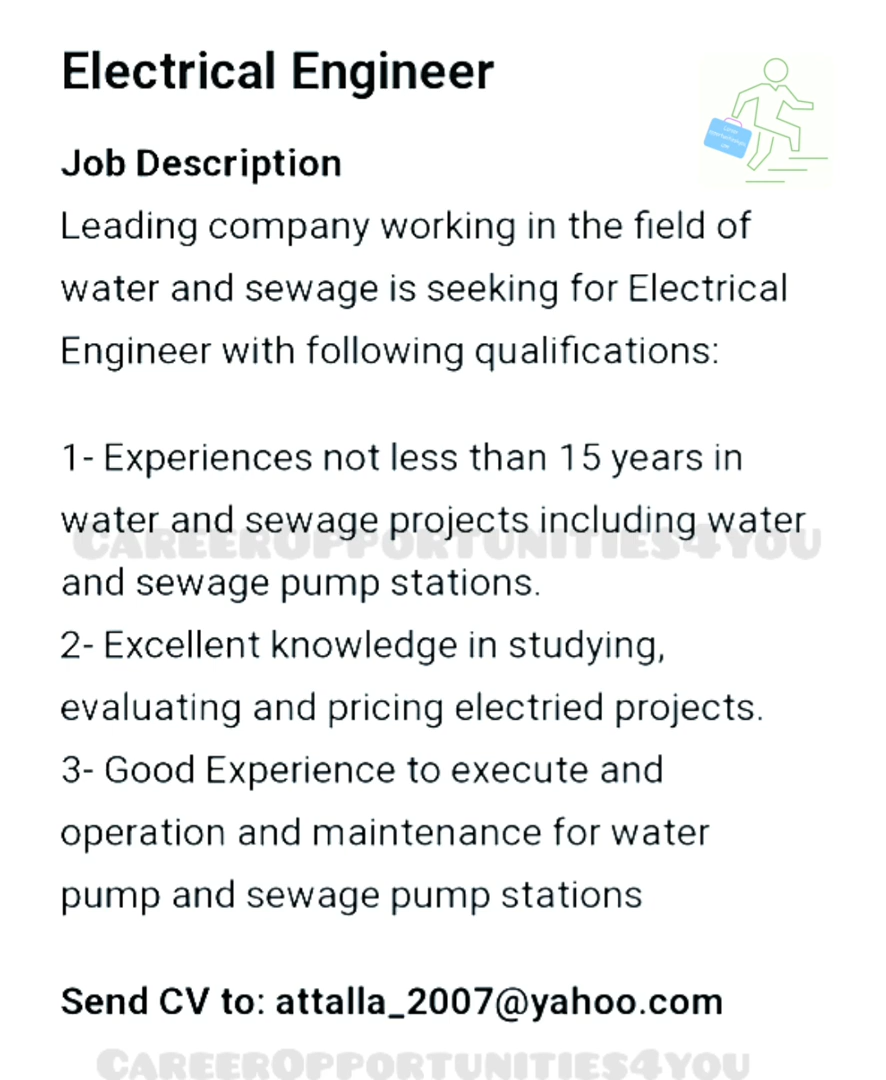 Electrical Engineer
Job Description
Leading company working in the field of
water and sewage is seeking for Electrical
Engineer with following qualifications:
1- Experiences not less than 15 years in
water and sewage projects including water
CAREEROPPORTUNITIES4YOU
and sewage pump stations.
2- Excellent knowledge in studying,
evaluating and pricing electried projects.
3- Good Experience to execute and
operation and maintenance for water
pump and sewage pump stations
Send CV to: attalla_2007@yahoo.com
CAREEROPPORTUNITIES4YOU